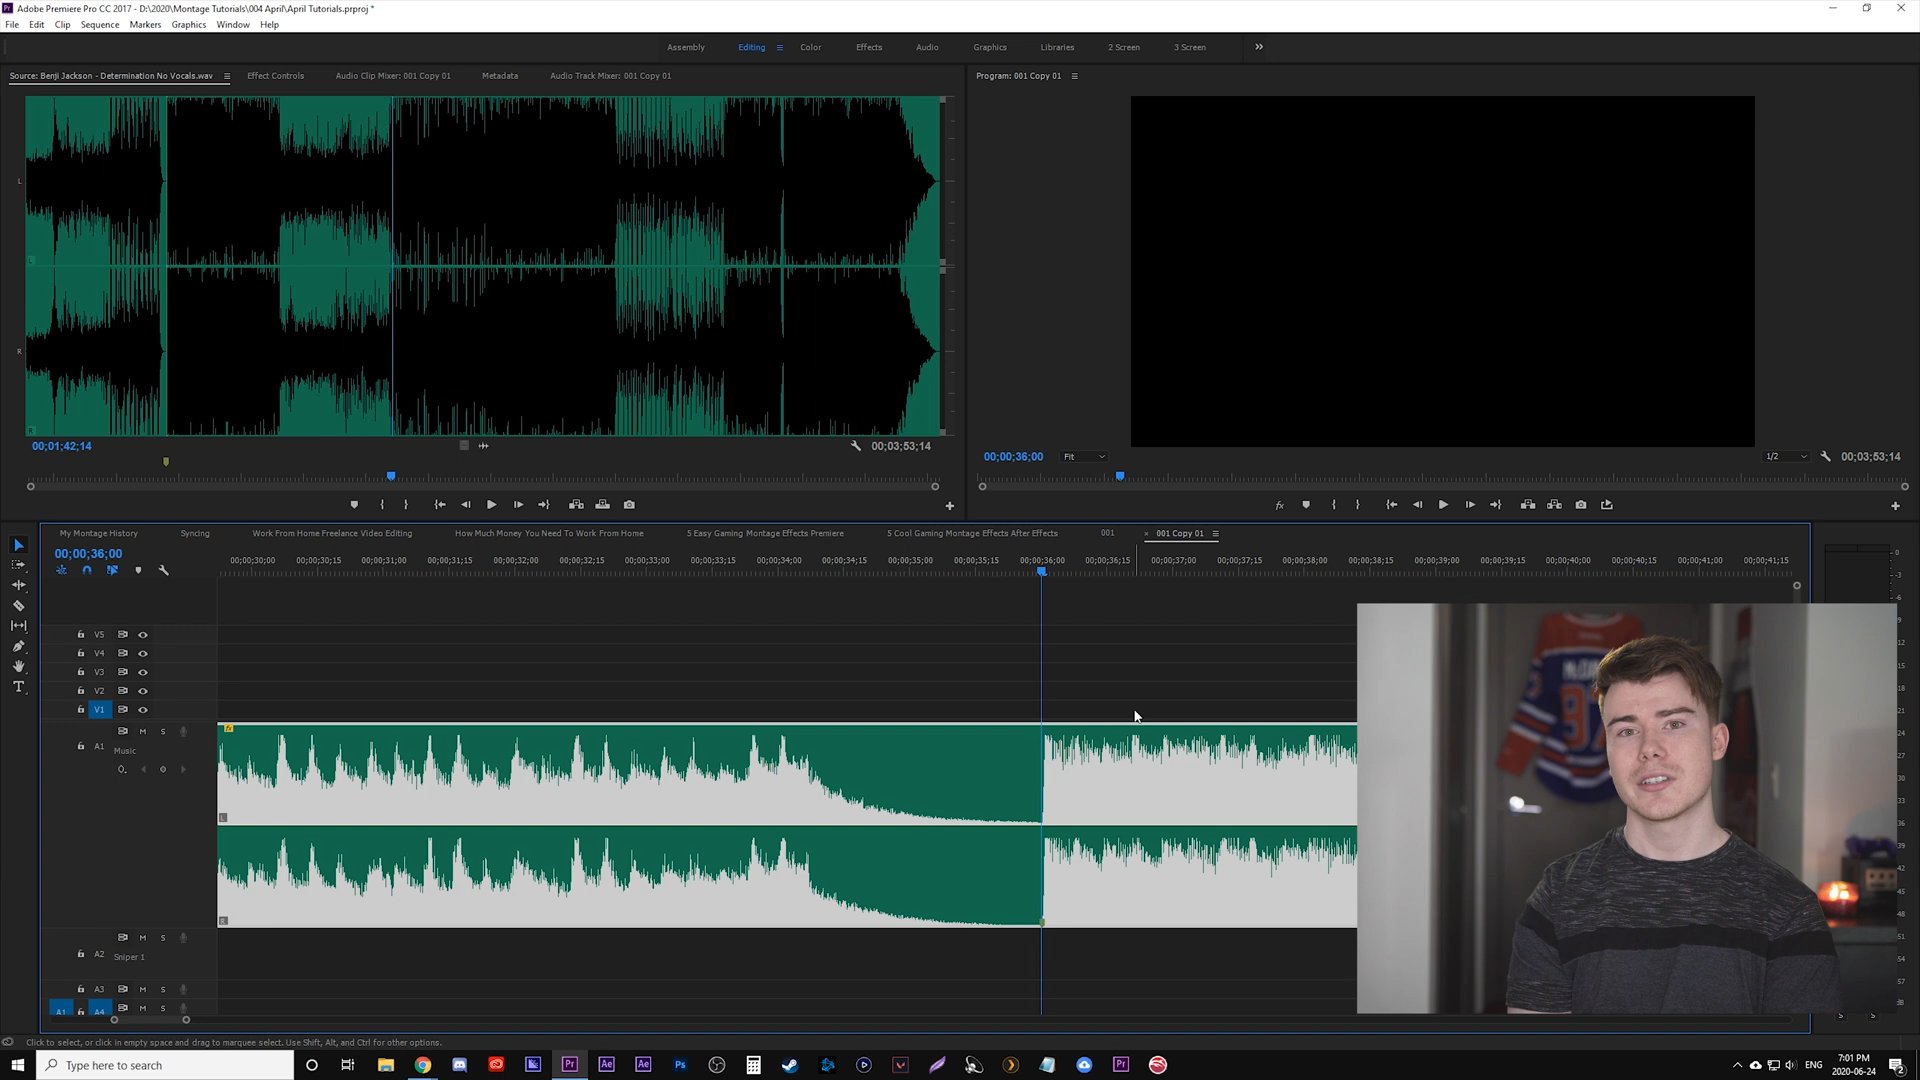 Adobe Premiere Pro CC 2017 - D:\2020\Montage Tutorials\004 April\April Tutorials.prproj *
File Edit Clip Sequence Markers Graphics Window Help
Assembly Editing Color Effects Audio Graphics Libraries 2 Screen 3 Screen
Source: Benji Jackson - Determination No Vocals.wav Effect Controls Audio Clip Mixer: 001 Copy 01 Metadata Audio Track Mixer: 001 Copy 01
Program: 001 Copy 01
L
R
00;01;42;14 00;03;53;14
00;00;36;00 Fit 1/2 00;03;53;14
My Montage History Syncing Work From Home Freelance Video Editing How Much Money You Need To Work From Home 5 Easy Gaming Montage Effects Premiere 5 Cool Gaming Montage Effects After Effects 001 × 001 Copy 01
00;00;36;00
00;00;30;00 00;00;30;15 00;00;31;00 00;00;31;15 00;00;32;00 00;00;32;15 00;00;33;00 00;00;33;15 00;00;34;00 00;00;34;15 00;00;35;00 00;00;35;15 00;00;36;00 00;00;36;15 00;00;37;00 00;00;37;15 00;00;38;00 00;00;38;15 00;00;39;00 00;00;39;15 00;00;40;00 00;00;40;15 00;00;41;00 00;00;41;15
V5
V4
V3
V2
V1
M S
A1 Music
M S
A2 Sniper 1
A3 M S
A1 A4 M S
S S
Click to select, or click in empty space and drag to marquee select. Use Shift, Alt, and Ctrl for other options.
Type here to search
Pr Ae Ae Ps Pr
ENG
7:01 PM
2020-06-24
2